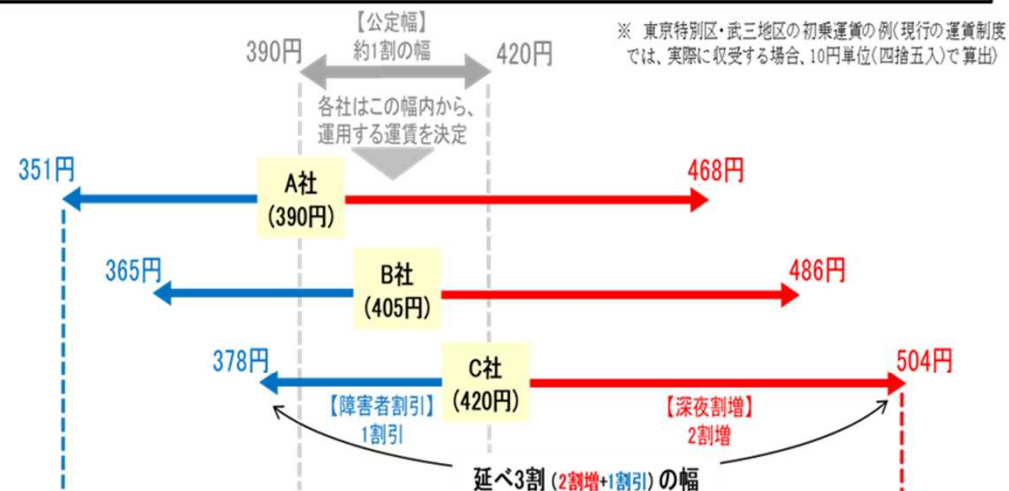 【公定幅】
約1割の幅
390円
420円
※ 東京特別区・武三地区の初乗運賃の例(現行の運賃制度
では、実際に収受する場合、10円単位(四捨五入)で算出)
各社はこの幅内から、
運用する運賃を決定
351円
A社
(390円)
468円
365円
B社
(405円)
486円
378円
C社
(420円)
504円
【障害者割引】
1割引
【深夜割増】
2割増
延べ3割(2割増+1割引)の幅